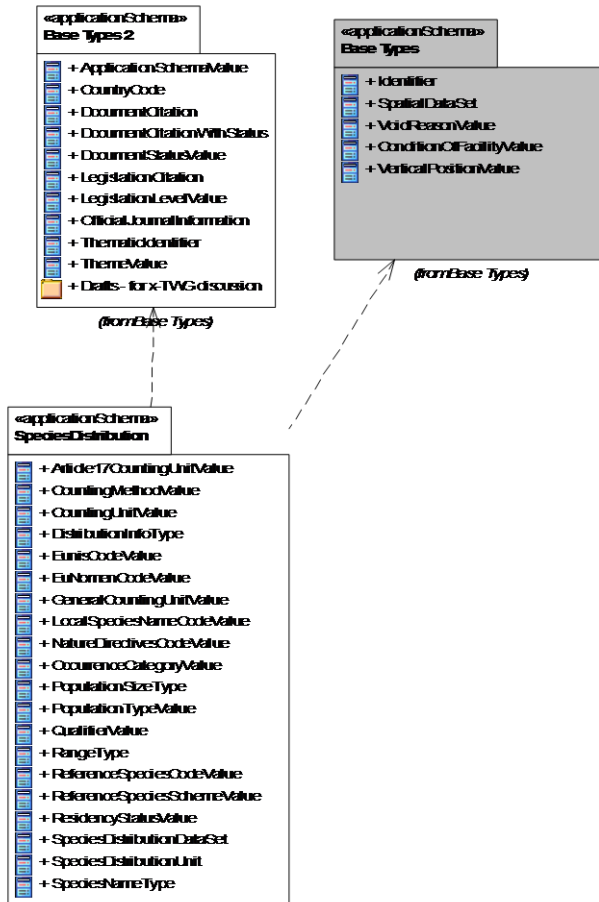 «applicationSchema»
Base Types 2
+ ApplicationSchemaValue
+ CountryCode
+ DocumentCitation
+ DocumentCitationWithStatus
+ DocumentStatusValue
+ LegislationCitation
+ LegislationLevelValue
+ OfficialJournalInformation
+ ThematicIdentifier
+ ThemeValue
+ Drafts - for x-TWG discussion
(from Base Types)
«applicationSchema»
Base Types
+ Identifier
+ SpatialDataSet
+ VoidReasonValue
+ ConditionOfFacilityValue
+ VerticalPositionValue
(from Base Types)
«applicationSchema»
SpeciesDistribution
+ Article17CountingUnitValue
+ CountingMethodValue
+ CountingUnitValue
+ DistributionInfoType
+ EunisCodeValue
+ EuNomenCodeValue
+ GeneralCountingUnitValue
+ LocalSpeciesNameCodeValue
+ NatureDirectivesCodeValue
+ OccurrenceCategoryValue
+ PopulationSizeType
+ PopulationTypeValue
+ QualifierValue
+ RangeType
+ ReferenceSpeciesCodeValue
+ ReferenceSpeciesSchemeValue
+ ResidencyStatusValue
+ SpeciesDistributionDataSet
+ SpeciesDistributionUnit
+ SpeciesNameType